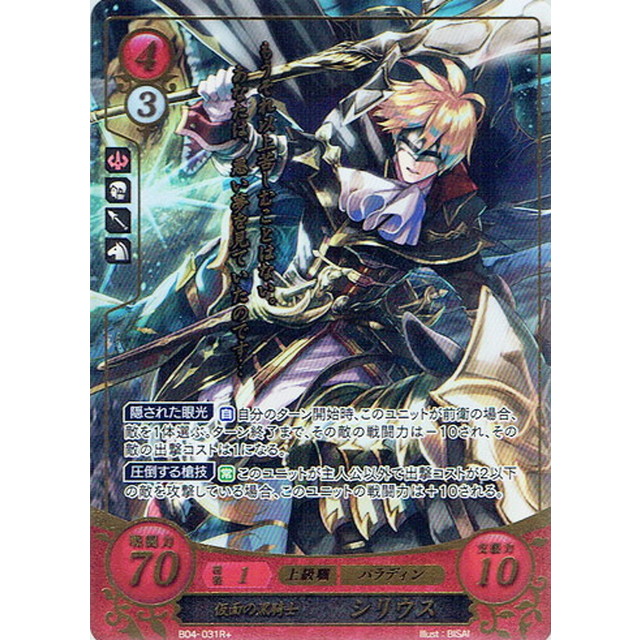 4
3
もうこれ以上苦しむことはない。
あなたは、悪い夢を見ていたのです…
隠された眼光 自 自分のターン開始時、このユニットが前衛の場合、
敵を1体選ぶ。ターン終了まで、その敵の戦闘力は－10され、その
の出撃コストは1になる。
圧倒する槍技 常 このユニットが主人公以外で出撃コストが2以下
の敵を攻撃している場合、このユニットの戦闘力は＋10される。
戦闘力
70
射程 1 上級職 パラディン
支援力
10
仮面の黒騎士 シリウス
B04-031R+ Illust：BISAI